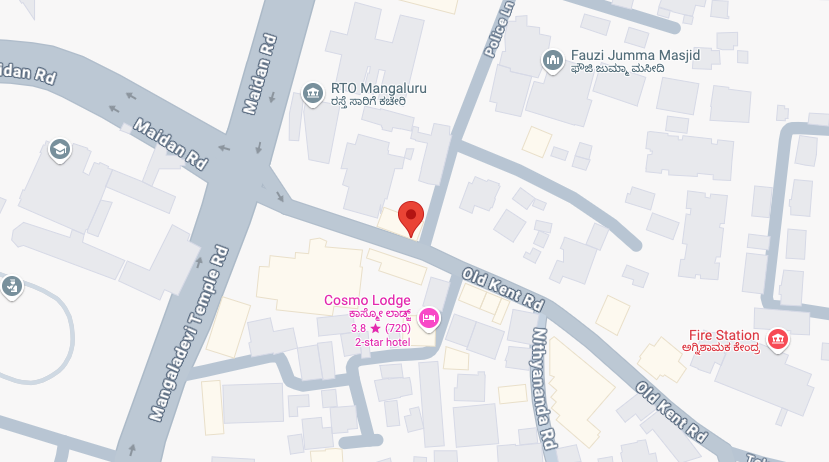 Police Ln
Maidan Rd
Fauzi Jumma Masjid
ಫೌಜಿ ಜುಮ್ಮಾ ಮಸೀದಿ
aidan Rd
RTO Mangaluru
ರಸ್ತೆ ಸಾರಿಗೆ ಕಚೇರಿ
Maidan Rd
Old Kent Rd
Cosmo Lodge
ಕಾಸ್ಮೋ ಲಾಡ್ಜ್
3.8 ★ (720)
2-star hotel
Mangaladevi Temple Rd
Nithyananda Rd
Fire Station
ಅಗ್ನಿಶಾಮಕ ಕೇಂದ್ರ
Old Kent Rd